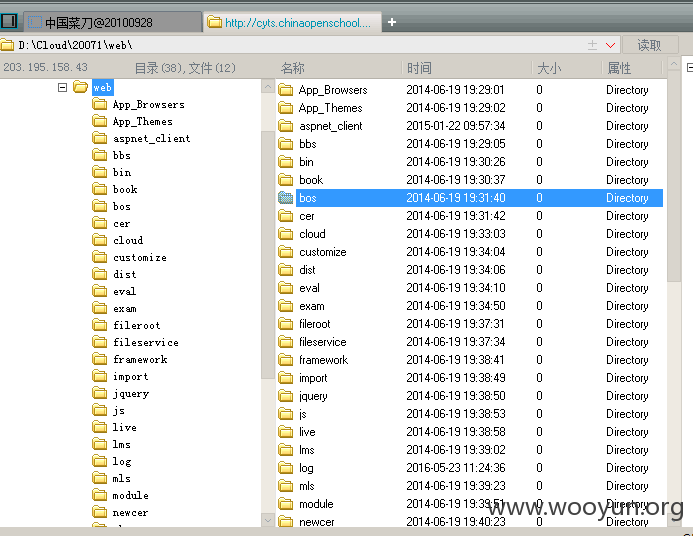 中国菜刀@20100928 http://cyts.chinaopenschool.... +
D:\Cloud\20071\web\ 读取
203.195.158.43 目录(38),文件(12) 名称 时间 大小 属性
web
App_Browsers
App_Themes
aspnet_client
bbs
bin
book
bos
cer
cloud
customize
dist
eval
exam
fileroot
fileservice
framework
import
jquery
js
live
lms
log
mls
module
newcer
App_Browsers 2014-06-19 19:29:01 0 Directory
App_Themes 2014-06-19 19:29:02 0 Directory
aspnet_client 2015-01-22 09:57:34 0 Directory
bbs 2014-06-19 19:29:05 0 Directory
bin 2014-06-19 19:30:26 0 Directory
book 2014-06-19 19:30:37 0 Directory
bos 2014-06-19 19:31:40 0 Directory
cer 2014-06-19 19:31:42 0 Directory
cloud 2014-06-19 19:33:03 0 Directory
customize 2014-06-19 19:34:04 0 Directory
dist 2014-06-19 19:34:06 0 Directory
eval 2014-06-19 19:34:10 0 Directory
exam 2014-06-19 19:34:50 0 Directory
fileroot 2014-06-19 19:37:31 0 Directory
fileservice 2014-06-19 19:37:34 0 Directory
framework 2014-06-19 19:38:41 0 Directory
import 2014-06-19 19:38:49 0 Directory
jquery 2014-06-19 19:38:50 0 Directory
js 2014-06-19 19:38:53 0 Directory
live 2014-06-19 19:38:58 0 Directory
lms 2014-06-19 19:39:02 0 Directory
log 2016-05-23 11:24:36 0 Directory
mls 2014-06-19 19:39:23 0 Directory
module 2014-06-19 19:39:51 0 Directory
newcer 2014-06-19 19:40:23 0 Directory
www.wooyun.org